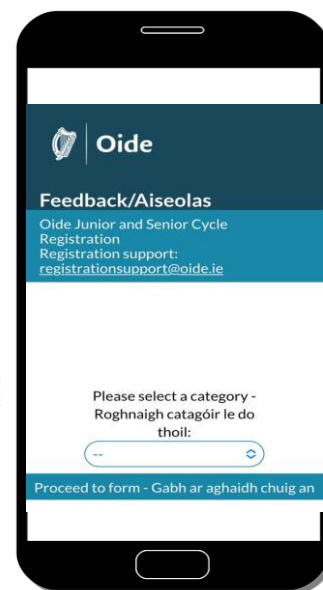 Oide
Feedback/Aiseolas
Oide Junior and Senior Cycle
Registration
Registration support:
registrationsupport@oide.ie
Please select a category -
Roghnaigh catagóir le do
thoil:
--
Proceed to form - Gabh ar aghaidh chuig an